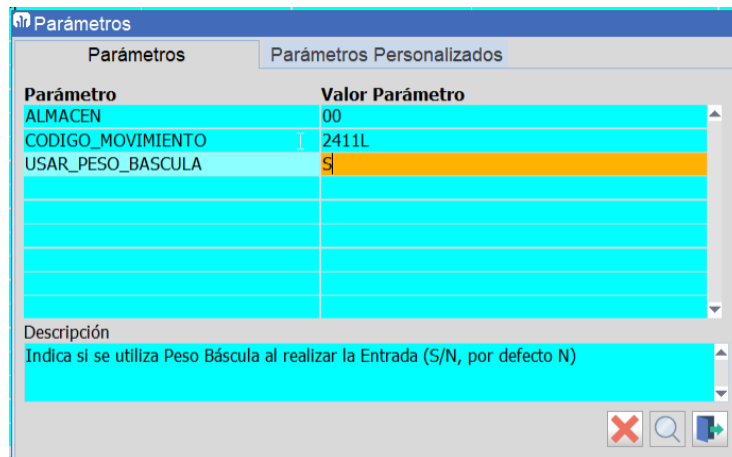 Parámetros
Parámetros Parámetros Personalizados
Parámetro Valor Parámetro
ALMACEN 00
CODIGO_MOVIMIENTO 2411L
USAR_PESO_BASCULA S
Descripción
Indica si se utiliza Peso Báscula al realizar la Entrada (S/N, por defecto N)